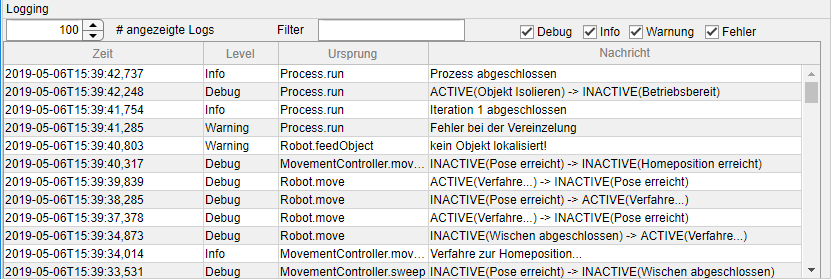 Logging
100 # angezeigte Logs Filter Debug Info Warnung Fehler
Zeit Level Ursprung Nachricht
2019-05-06T15:39:42,737 Info Process.run Prozess abgeschlossen
2019-05-06T15:39:42,248 Debug Process.run ACTIVE(Objekt Isolieren) -> INACTIVE(Betriebsbereit)
2019-05-06T15:39:41,754 Info Process.run Iteration 1 abgeschlossen
2019-05-06T15:39:41,285 Warning Process.run Fehler bei der Vereinzelung
2019-05-06T15:39:40,803 Warning Robot.feedObject kein Objekt lokalisiert!
2019-05-06T15:39:40,317 Debug MovementController.mov... INACTIVE(Pose erreicht) -> INACTIVE(Homeposition erreicht)
2019-05-06T15:39:39,839 Debug Robot.move ACTIVE(Verfahre...) -> INACTIVE(Pose erreicht)
2019-05-06T15:39:38,285 Debug Robot.move INACTIVE(Pose erreicht) -> ACTIVE(Verfahre...)
2019-05-06T15:39:37,378 Debug Robot.move ACTIVE(Verfahre...) -> INACTIVE(Pose erreicht)
2019-05-06T15:39:34,873 Debug Robot.move INACTIVE(Wischen abgeschlossen) -> ACTIVE(Verfahre...)
2019-05-06T15:39:34,014 Info MovementController.mov... Verfahre zur Homeposition...
2019-05-06T15:39:33,531 Debug MovementController.sweep INACTIVE(Pose erreicht) -> INACTIVE(Wischen abgeschlossen)